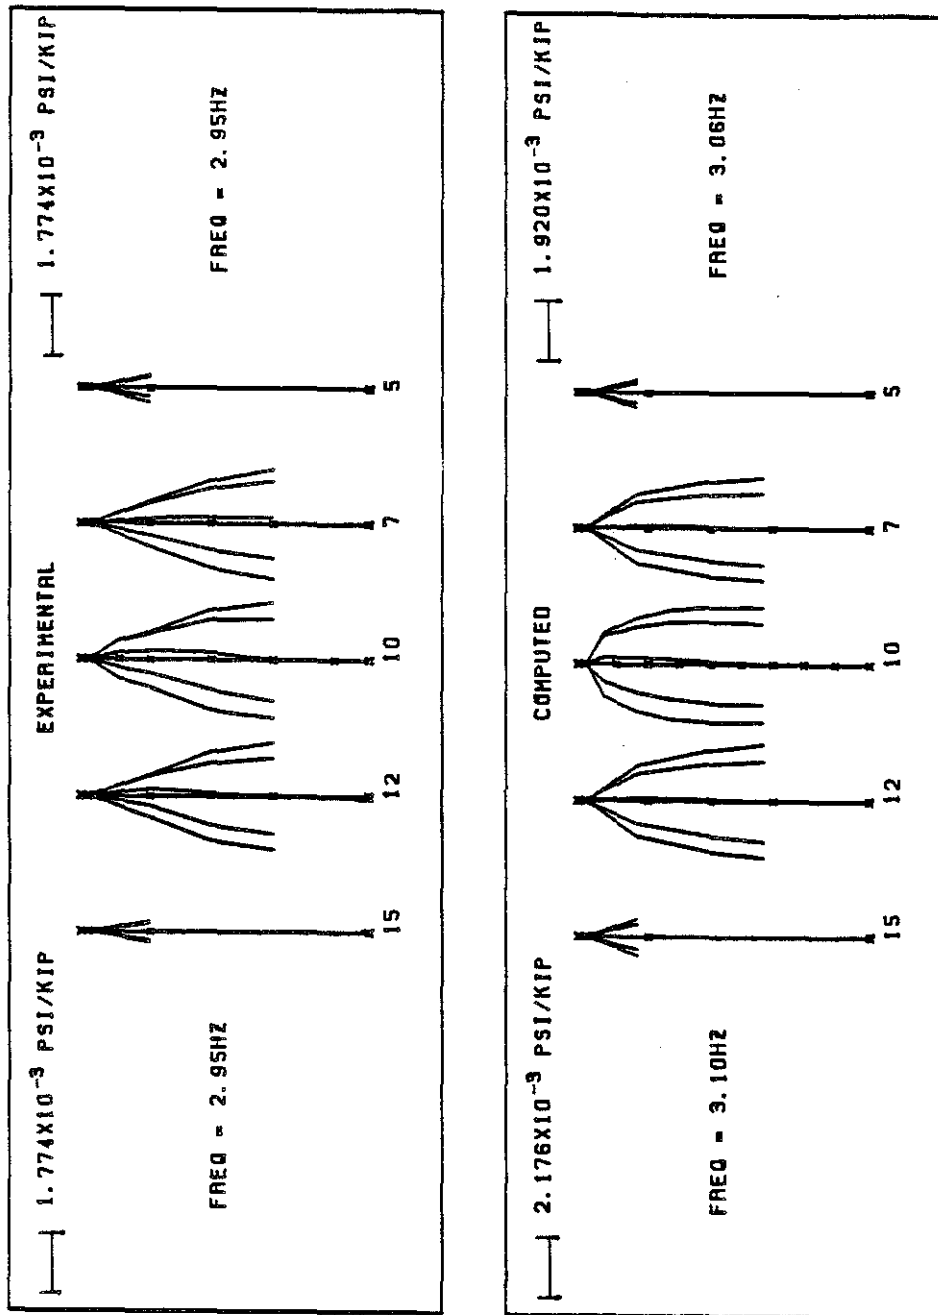 EXPERIMENTAL
1.774X10⁻³ PSI/KIP
1.774X10⁻³ PSI/KIP
FREQ = 2.95HZ
FREQ = 2.95HZ
15
12
10
7
5
COMPUTED
2.176X10⁻³ PSI/KIP
1.920X10⁻³ PSI/KIP
FREQ = 3.10HZ
FREQ = 3.06HZ
15
12
10
7
5